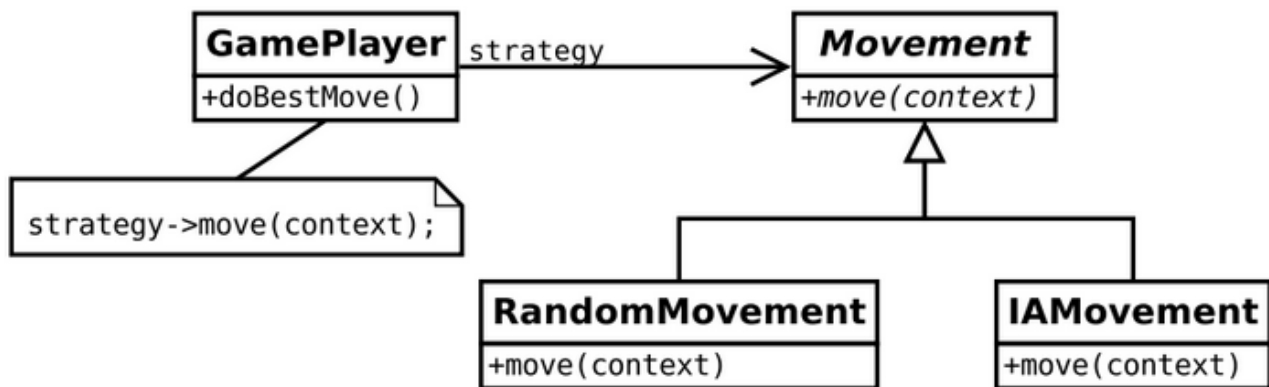 GamePlayer
+doBestMove()
strategy
Movement
+move(context)
strategy->move(context);
RandomMovement
+move(context)
IAMovement
+move(context)